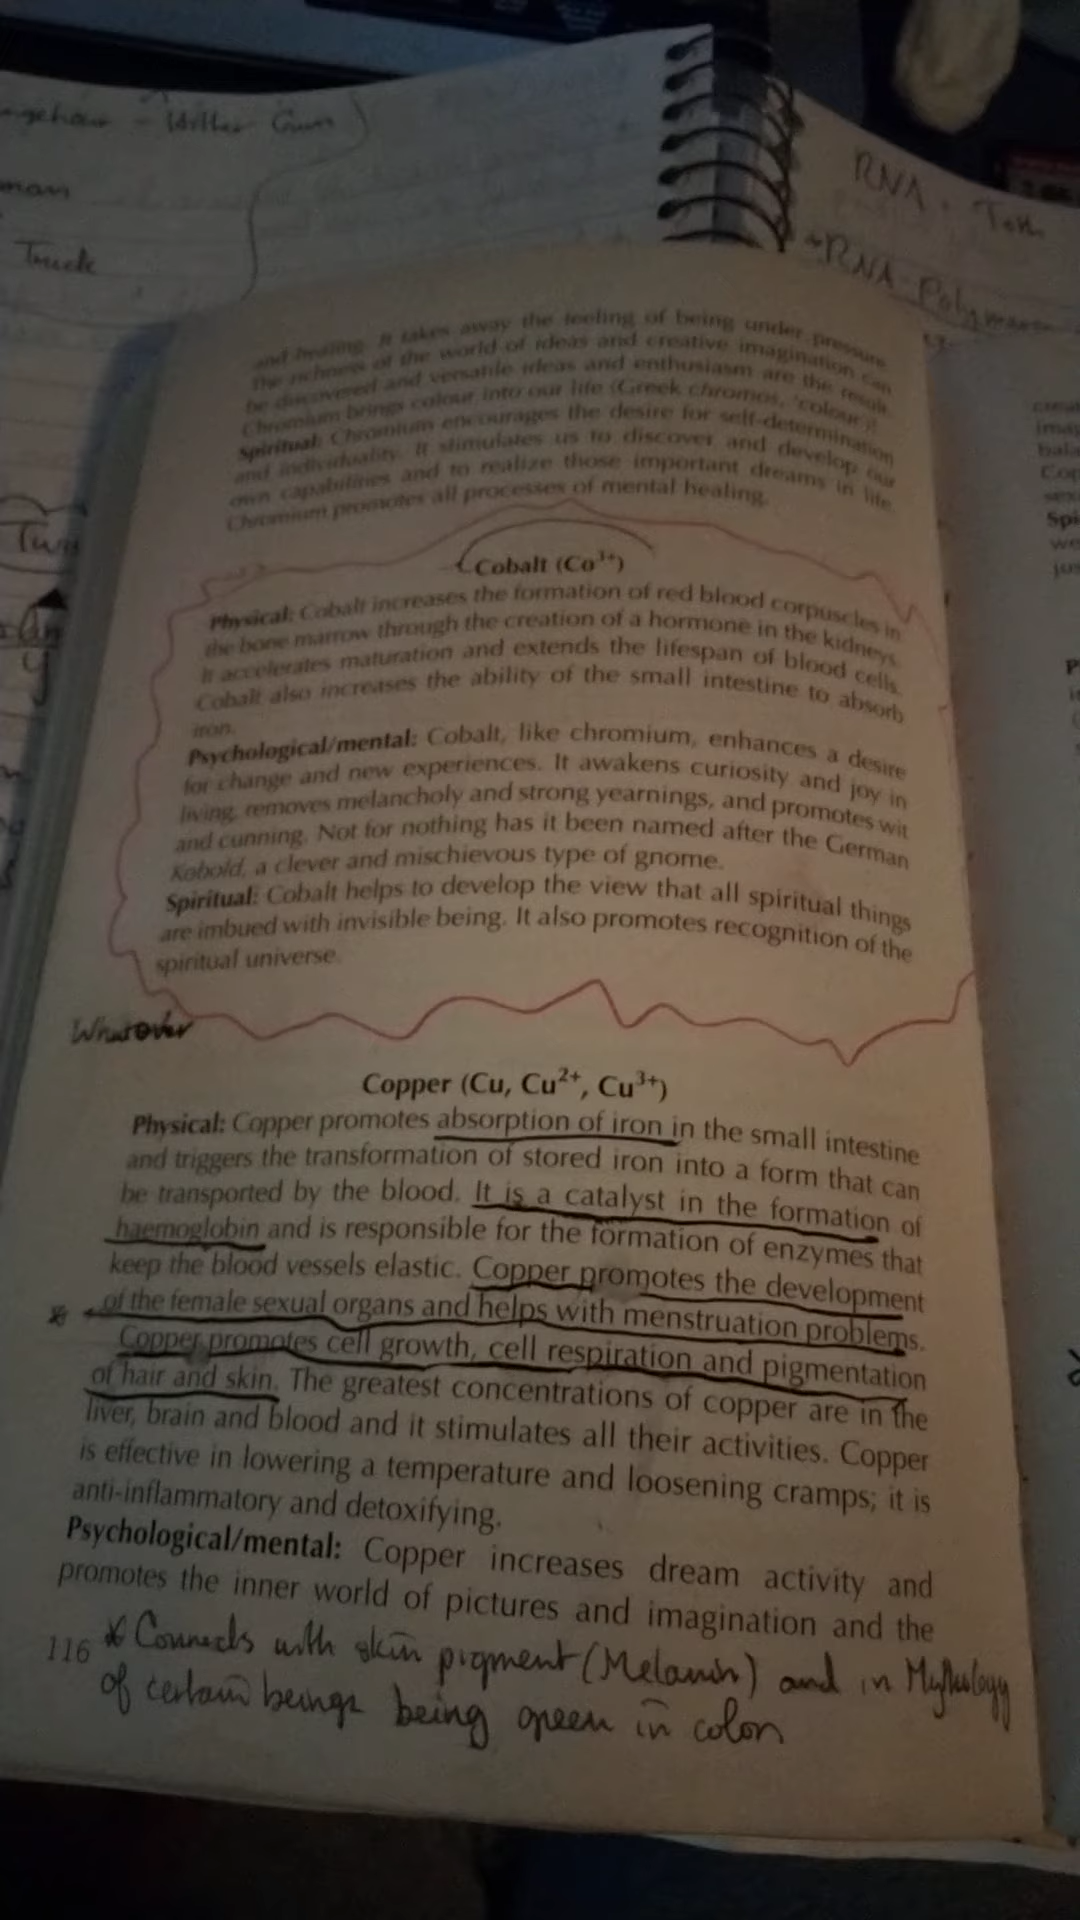 (Wilher Gun)
man
Truck
RNA
RNA-Polymerase
and healing. It takes away the feeling of being under pressure.
The richness of the world of ideas and creative imagination can
be discovered and versatile ideas and enthusiasm are the result.
Chromium brings colour into our life (Greek chromos, 'colour')!
Spiritual: Chromium encourages the desire for self-determination
and individuality. It stimulates us to discover and develop our
own capabilities and to realize those important dreams in life.
Chromium promotes all processes of mental healing.
Cobalt (Co³⁺)
Physical: Cobalt increases the formation of red blood corpuscles in
the bone marrow through the creation of a hormone in the kidneys.
It accelerates maturation and extends the lifespan of blood cells.
Cobalt also increases the ability of the small intestine to absorb
iron.
Psychological/mental: Cobalt, like chromium, enhances a desire
for change and new experiences. It awakens curiosity and joy in
living, removes melancholy and strong yearnings, and promotes wit
and cunning. Not for nothing has it been named after the German
Kobold, a clever and mischievous type of gnome.
Spiritual: Cobalt helps to develop the view that all spiritual things
are imbued with invisible being. It also promotes recognition of the
spiritual universe.
Whatever
Copper (Cu, Cu²⁺, Cu³⁺)
Physical: Copper promotes absorption of iron in the small intestine
and triggers the transformation of stored iron into a form that can
be transported by the blood. It is a catalyst in the formation of
haemoglobin and is responsible for the formation of enzymes that
keep the blood vessels elastic. Copper promotes the development
of the female sexual organs and helps with menstruation problems.
Copper promotes cell growth, cell respiration and pigmentation
of hair and skin. The greatest concentrations of copper are in the
liver, brain and blood and it stimulates all their activities. Copper
is effective in lowering a temperature and loosening cramps; it is
anti-inflammatory and detoxifying.
Psychological/mental: Copper increases dream activity and
promotes the inner world of pictures and imagination and the
116 * Connects with skin pigment (Melanin) and in Mythology
of certain beings being green in colon